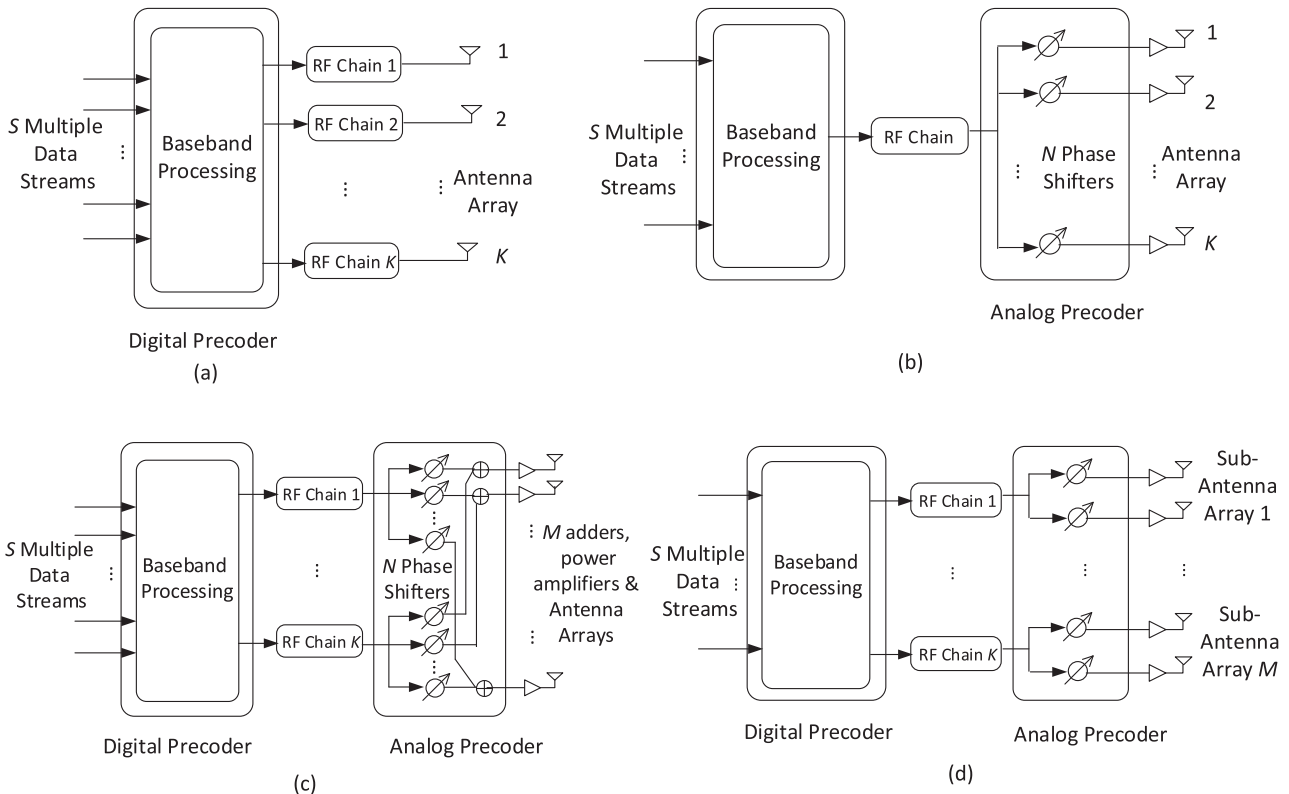 S Multiple
Data
Streams
⋮
Baseband
Processing
RF Chain 1
1
RF Chain 2
2
⋮
⋮
Antenna
Array
RF Chain K
K
Digital Precoder
(a)
S Multiple
Data
Streams
⋮
Baseband
Processing
RF Chain
1
2
⋮
N Phase
Shifters
⋮
Antenna
Array
K
Analog Precoder
(b)
S Multiple
Data
Streams
⋮
Baseband
Processing
RF Chain 1
⋮
RF Chain K
⋮
N Phase
Shifters
⋮
⋮
M adders,
power
amplifiers &
Antenna
Arrays
⋮
Digital Precoder
Analog Precoder
(c)
S Multiple
Data
Streams
⋮
Baseband
Processing
RF Chain 1
⋮
RF Chain K
⋮
⋮
Sub-
Antenna
Array 1
Sub-
Antenna
Array M
Digital Precoder
Analog Precoder
(d)